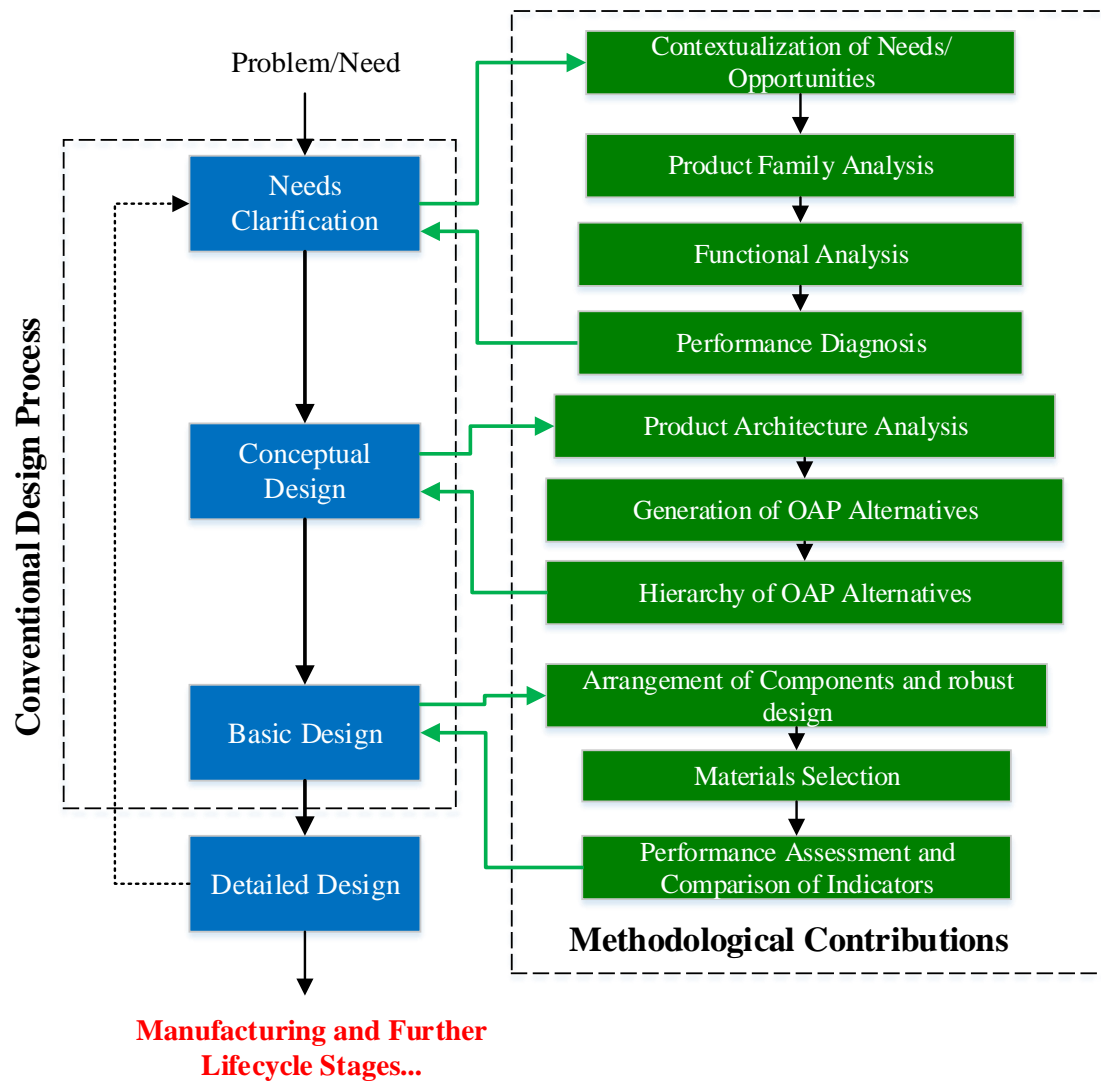 Problem/Need
Conventional Design Process
Needs
Clarification
Conceptual
Design
Basic Design
Detailed Design
Manufacturing and Further
Lifecycle Stages...
Contextualization of Needs/
Opportunities
Product Family Analysis
Functional Analysis
Performance Diagnosis
Product Architecture Analysis
Generation of OAP Alternatives
Hierarchy of OAP Alternatives
Arrangement of Components and robust
design
Materials Selection
Performance Assessment and
Comparison of Indicators
Methodological Contributions